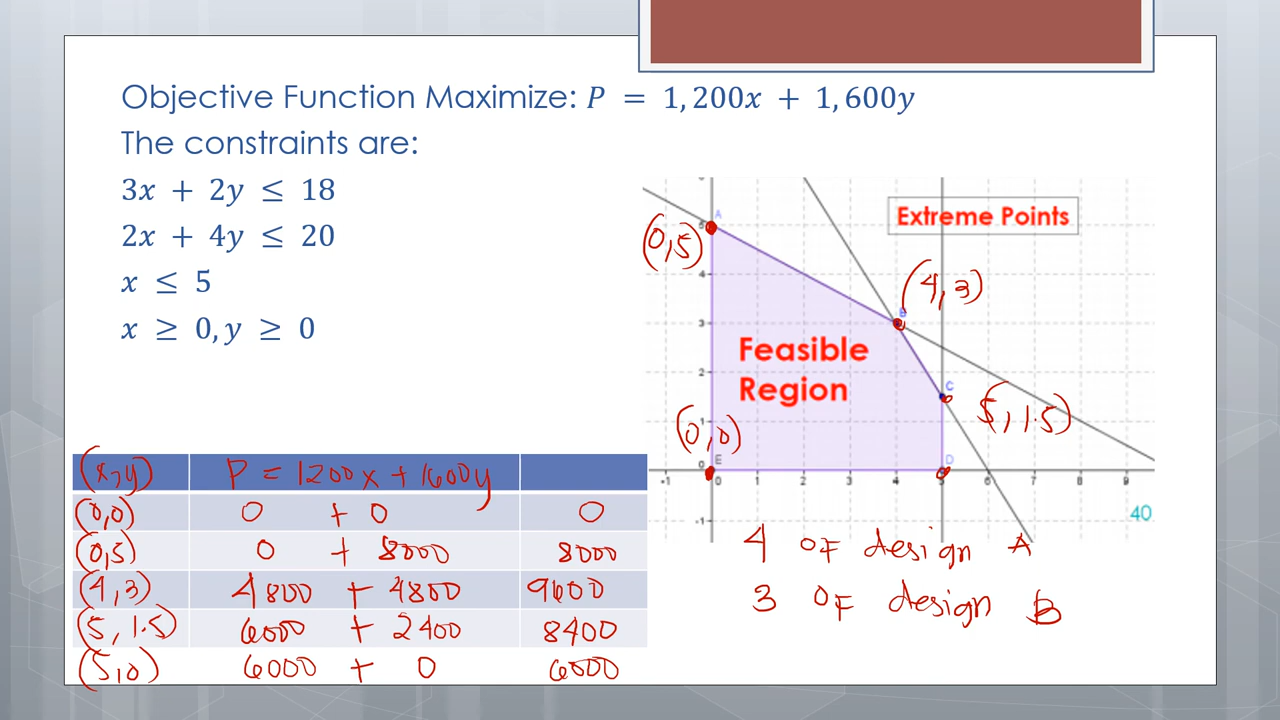 Objective Function Maximize: P = 1,200x + 1,600y
The constraints are:
3x + 2y ≤ 18
2x + 4y ≤ 20
x ≤ 5
x ≥ 0, y ≥ 0
Extreme Points
A
5
(0,5)
4
(4,3)
B
3
Feasible
Region
2
C
(5, 1.5)
1
(0,0)
0 E D
-1 0 1 2 3 4 5 6 7 8 9
-1
40
(x,y) P = 1200x + 1600y
(0,0) 0 + 0 0
(0,5) 0 + 8000 8000
(4,3) 4800 + 4800 9600
(5, 1.5) 6000 + 2400 8400
(5,0) 6000 + 0 6000
4 OF design A
3 OF design B